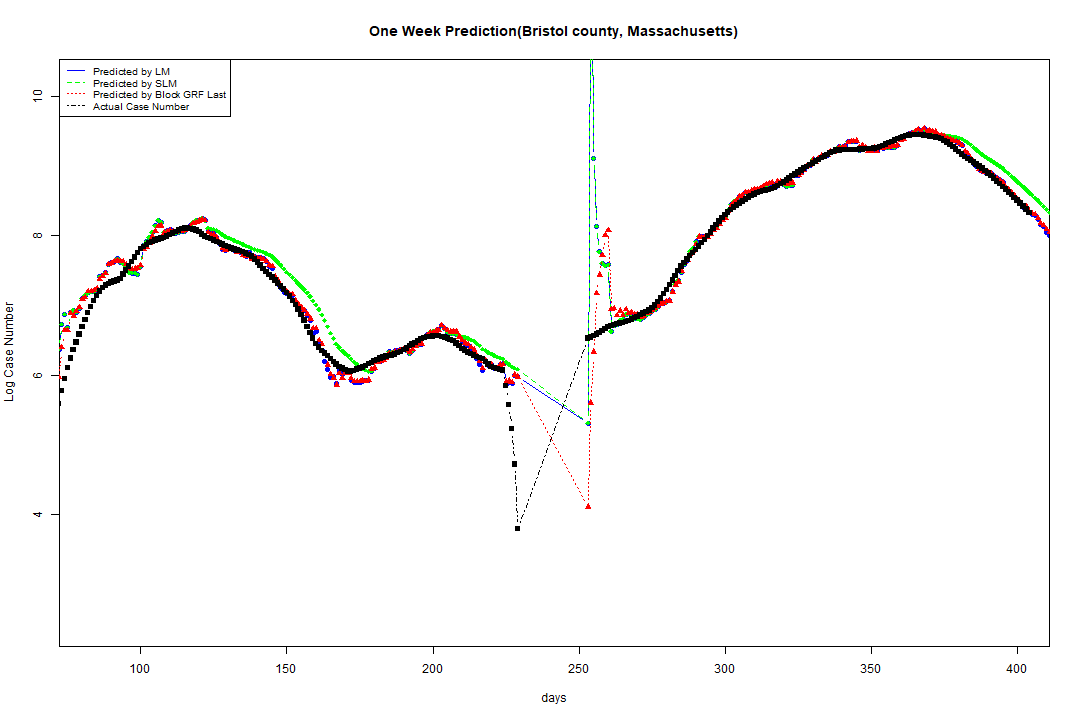 One Week Prediction(Bristol county, Massachusetts)
Predicted by LM
Predicted by SLM
Predicted by Block GRF Last
Actual Case Number
Log Case Number
10
8
6
4
100 150 200 250 300 350 400
days